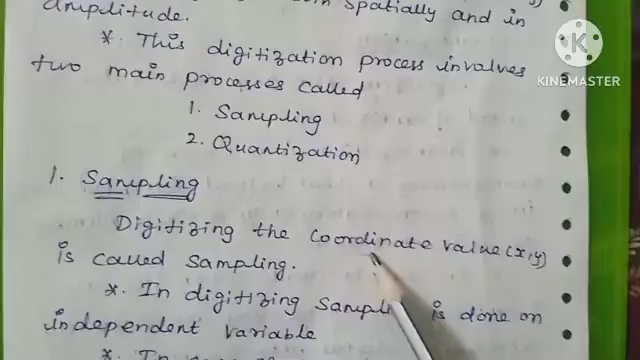 spatially and in
amplitude.
*. This digitization process involves
two main processes called
1. Sampling
2. Quantization
1. Sampling
Digitizing the Coordinate value (x,y)
is called sampling.
*. In digitizing sampl is done on
independent variable
KINEMASTER